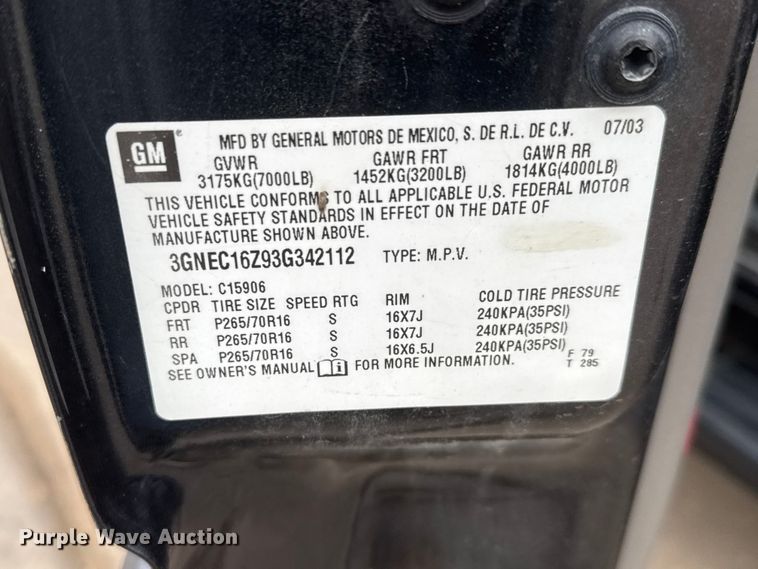 GM ® MFD BY GENERAL MOTORS DE MEXICO, S. DE R.L. DE C.V. 07/03
GVWR GAWR FRT GAWR RR
3175KG(7000LB) 1452KG(3200LB) 1814KG(4000LB)
THIS VEHICLE CONFORMS TO ALL APPLICABLE U.S. FEDERAL MOTOR
VEHICLE SAFETY STANDARDS IN EFFECT ON THE DATE OF
MANUFACTURE SHOWN ABOVE.
3GNEC16Z93G342112 TYPE: M.P.V.
MODEL: C15906
CPDR TIRE SIZE SPEED RTG RIM COLD TIRE PRESSURE
FRT P265/70R16 S 16X7J 240KPA(35PSI)
RR P265/70R16 S 16X7J 240KPA(35PSI)
SPA P265/70R16 S 16X6.5J 240KPA(35PSI) F 79
SEE OWNER'S MANUAL FOR MORE INFORMATION. T 285
Purple Wave Auction